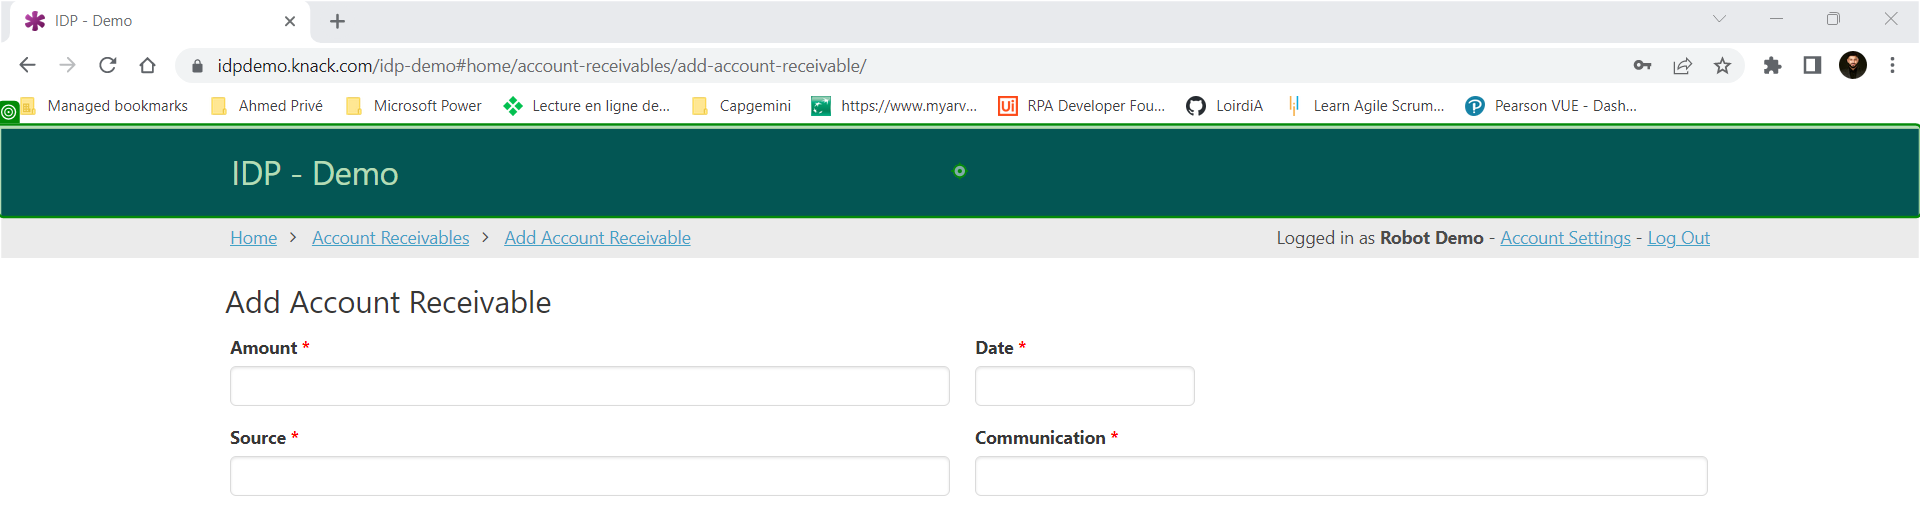 IDP - Demo
idpdemo.knack.com/idp-demo#home/account-receivables/add-account-receivable/
Managed bookmarks Ahmed Privé Microsoft Power Lecture en ligne de... Capgemini https://www.myarv... RPA Developer Fou... LoirdiA Learn Agile Scrum... Pearson VUE - Dash...
IDP - Demo
Home > Account Receivables > Add Account Receivable Logged in as Robot Demo - Account Settings - Log Out
Add Account Receivable
Amount * Date *
Source * Communication *